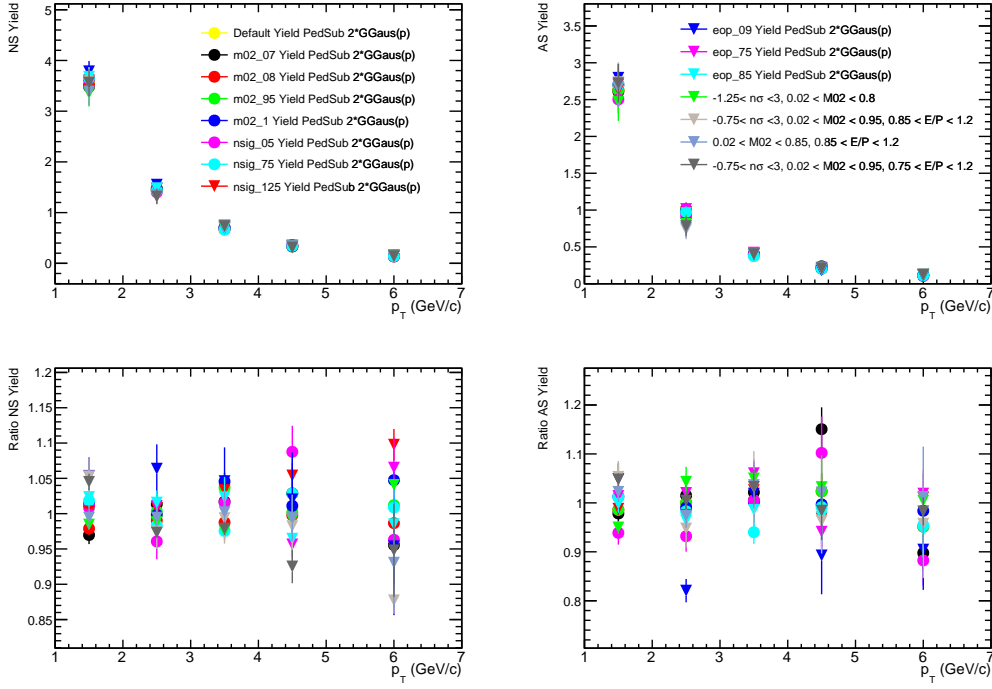 NS Yield
5
4
3
2
1
0
Default Yield PedSub 2*GGaus(p)
m02_07 Yield PedSub 2*GGaus(p)
m02_08 Yield PedSub 2*GGaus(p)
m02_95 Yield PedSub 2*GGaus(p)
m02_1 Yield PedSub 2*GGaus(p)
nsig_05 Yield PedSub 2*GGaus(p)
nsig_75 Yield PedSub 2*GGaus(p)
nsig_125 Yield PedSub 2*GGaus(p)
1 2 3 4 5 6 7
p_T (GeV/c)
AS Yield
3.5
3
2.5
2
1.5
1
0.5
0
eop_09 Yield PedSub 2*GGaus(p)
eop_75 Yield PedSub 2*GGaus(p)
eop_85 Yield PedSub 2*GGaus(p)
-1.25< nσ <3, 0.02 < M02 < 0.8
-0.75< nσ <3, 0.02 < M02 < 0.95, 0.85 < E/P < 1.2
0.02 < M02 < 0.85, 0.85 < E/P < 1.2
-0.75< nσ <3, 0.02 < M02 < 0.95, 0.75 < E/P < 1.2
1 2 3 4 5 6 7
p_T (GeV/c)
Ratio NS Yield
1.2
1.15
1.1
1.05
1
0.95
0.9
0.85
1 2 3 4 5 6 7
p_T (GeV/c)
Ratio AS Yield
1.2
1.1
1
0.9
0.8
1 2 3 4 5 6 7
p_T (GeV/c)